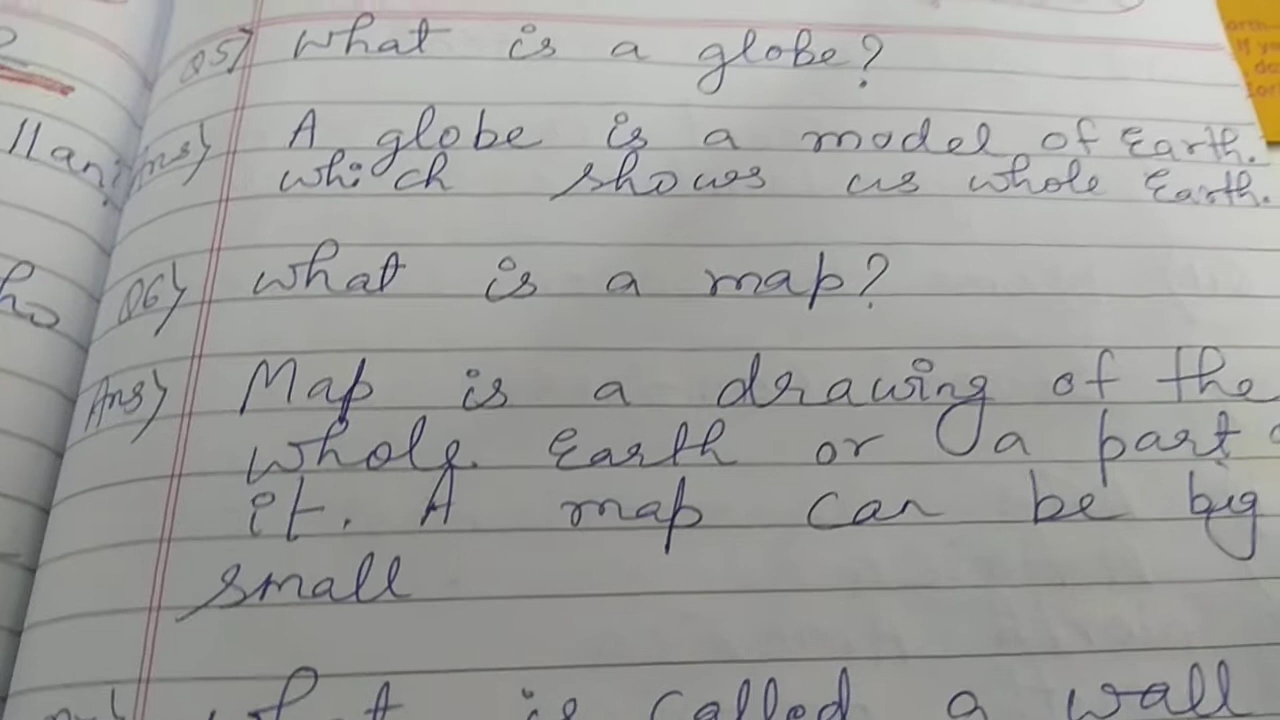 Q5) What is a globe?
Ans) A globe is a model of Earth.
which shows us whole Earth.
Q6) What is a map?
Ans) Map is a drawing of the
whole Earth or a part
it. A map can be big
small
is called a wall